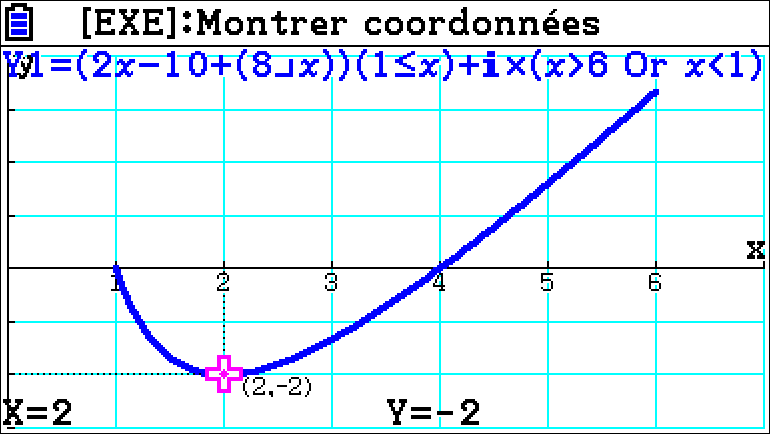 [EXE]:Montrer coordonnées
Y1=(2x−10+(8⌟x))(1≤x)+i×(x>6 Or x<1)
y
x
1 2 3 4 5 6
(2,-2)
X=2 Y=-2